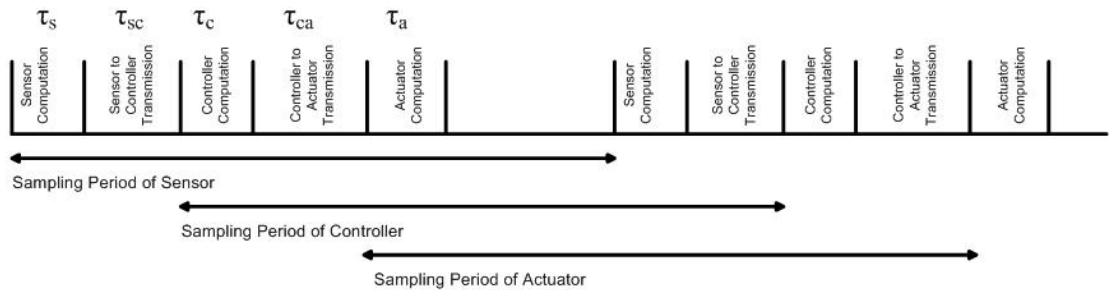 τs τsc τc τca τa
Sensor
Computation
Sensor to
Controller
Transmission
Controller
Computation
Controller to
Actuator
Transmission
Actuator
Computation
Sensor
Computation
Sensor to
Controller
Transmission
Controller
Computation
Controller to
Actuator
Transmission
Actuator
Computation
Sampling Period of Sensor
Sampling Period of Controller
Sampling Period of Actuator